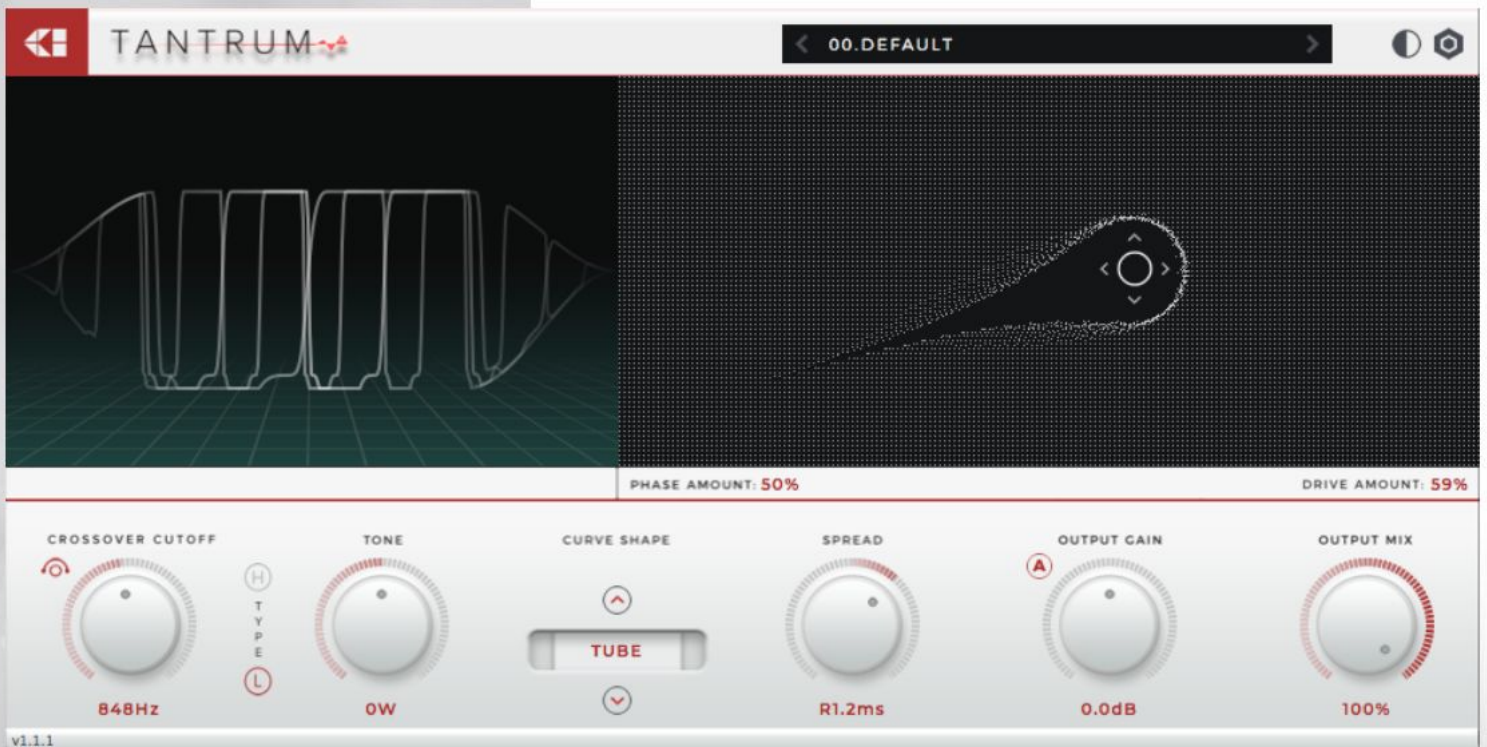 TANTRUM
00.DEFAULT
PHASE AMOUNT: 50%
DRIVE AMOUNT: 59%
CROSSOVER CUTOFF
TONE
CURVE SHAPE
SPREAD
OUTPUT GAIN
OUTPUT MIX
H
TYPE
L
A
TUBE
848Hz
0W
R1.2ms
0.0dB
100%
v1.1.1